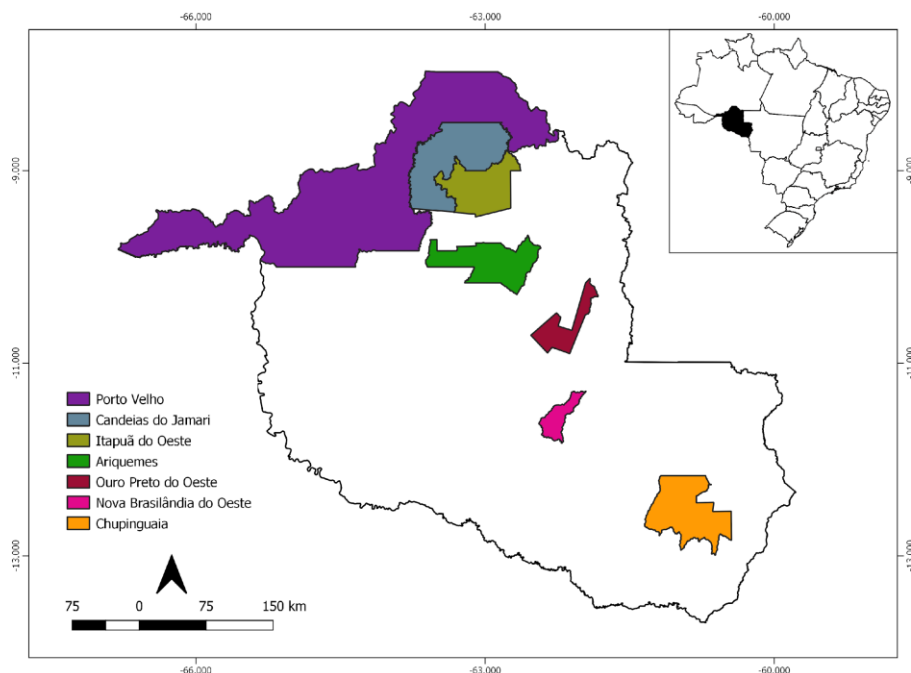 -66.000 -63.000 -60.000
-9.000 -9.000
-11.000 -11.000
Porto Velho
Candeias do Jamari
Itapuã do Oeste
Ariquemes
Ouro Preto do Oeste
Nova Brasilândia do Oeste
Chupinguaia
-13.000 -13.000
75 0 75 150 km
-66.000 -63.000 -60.000